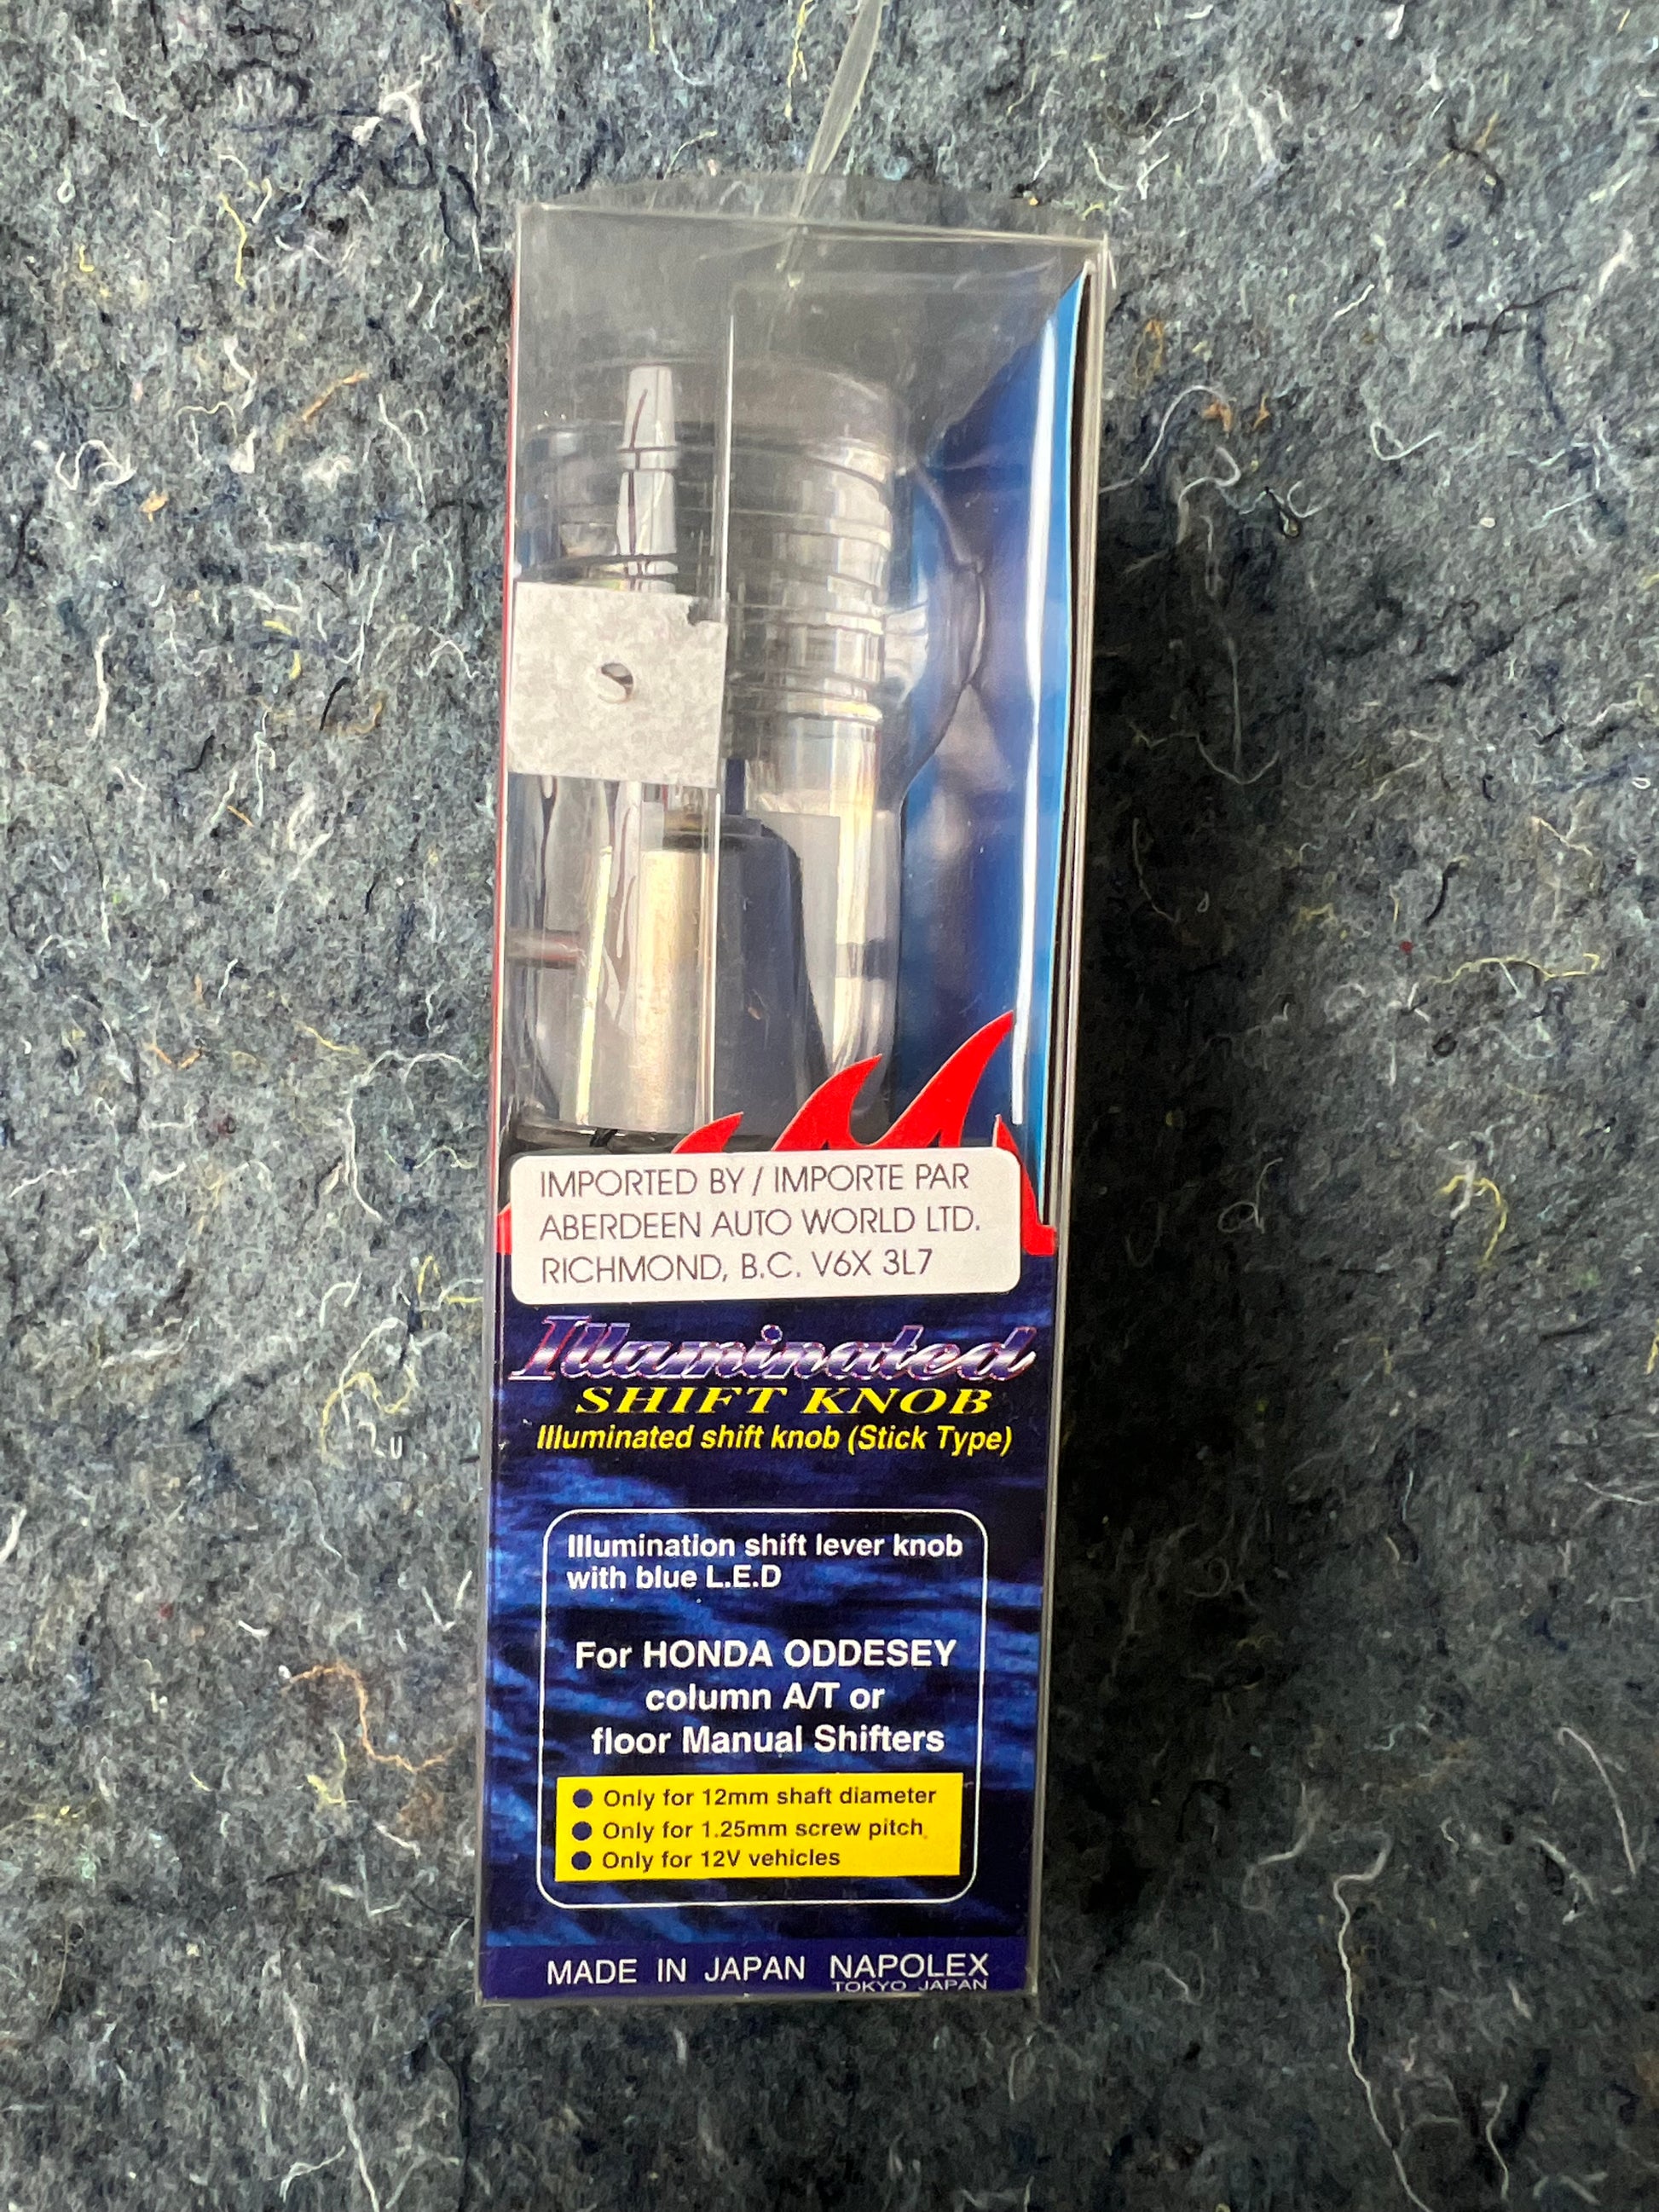 S
IMPORTED BY / IMPORTE PAR
ABERDEEN AUTO WORLD LTD.
RICHMOND, B.C. V6X 3L7
Illuminated
SHIFT KNOB
Illuminated shift knob (Stick Type)
Illumination shift lever knob
with blue L.E.D
For HONDA ODDESEY
column A/T or
floor Manual Shifters
● Only for 12mm shaft diameter
● Only for 1.25mm screw pitch
● Only for 12V vehicles
MADE IN JAPAN NAPOLEX
TOKYO JAPAN